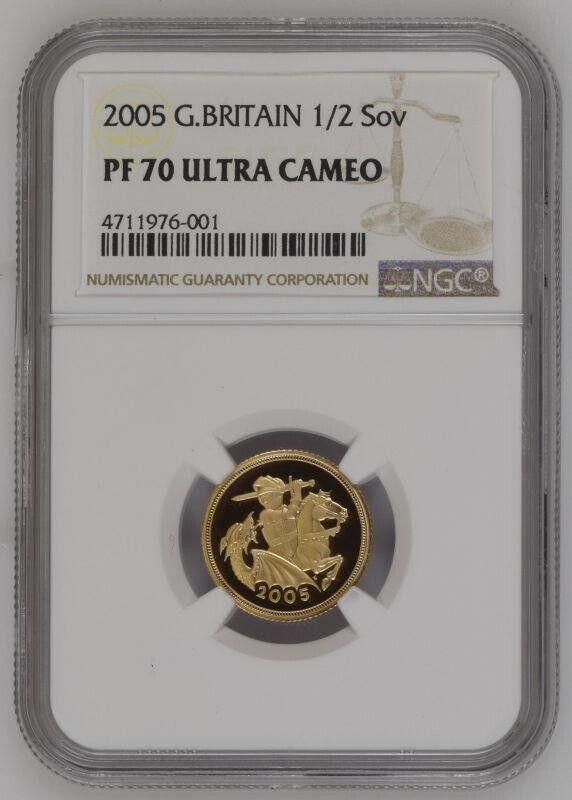 2005 G.BRITAIN 1/2 Sov
PF 70 ULTRA CAMEO
4711976-001
NUMISMATIC GUARANTY CORPORATION
NGC®
2005